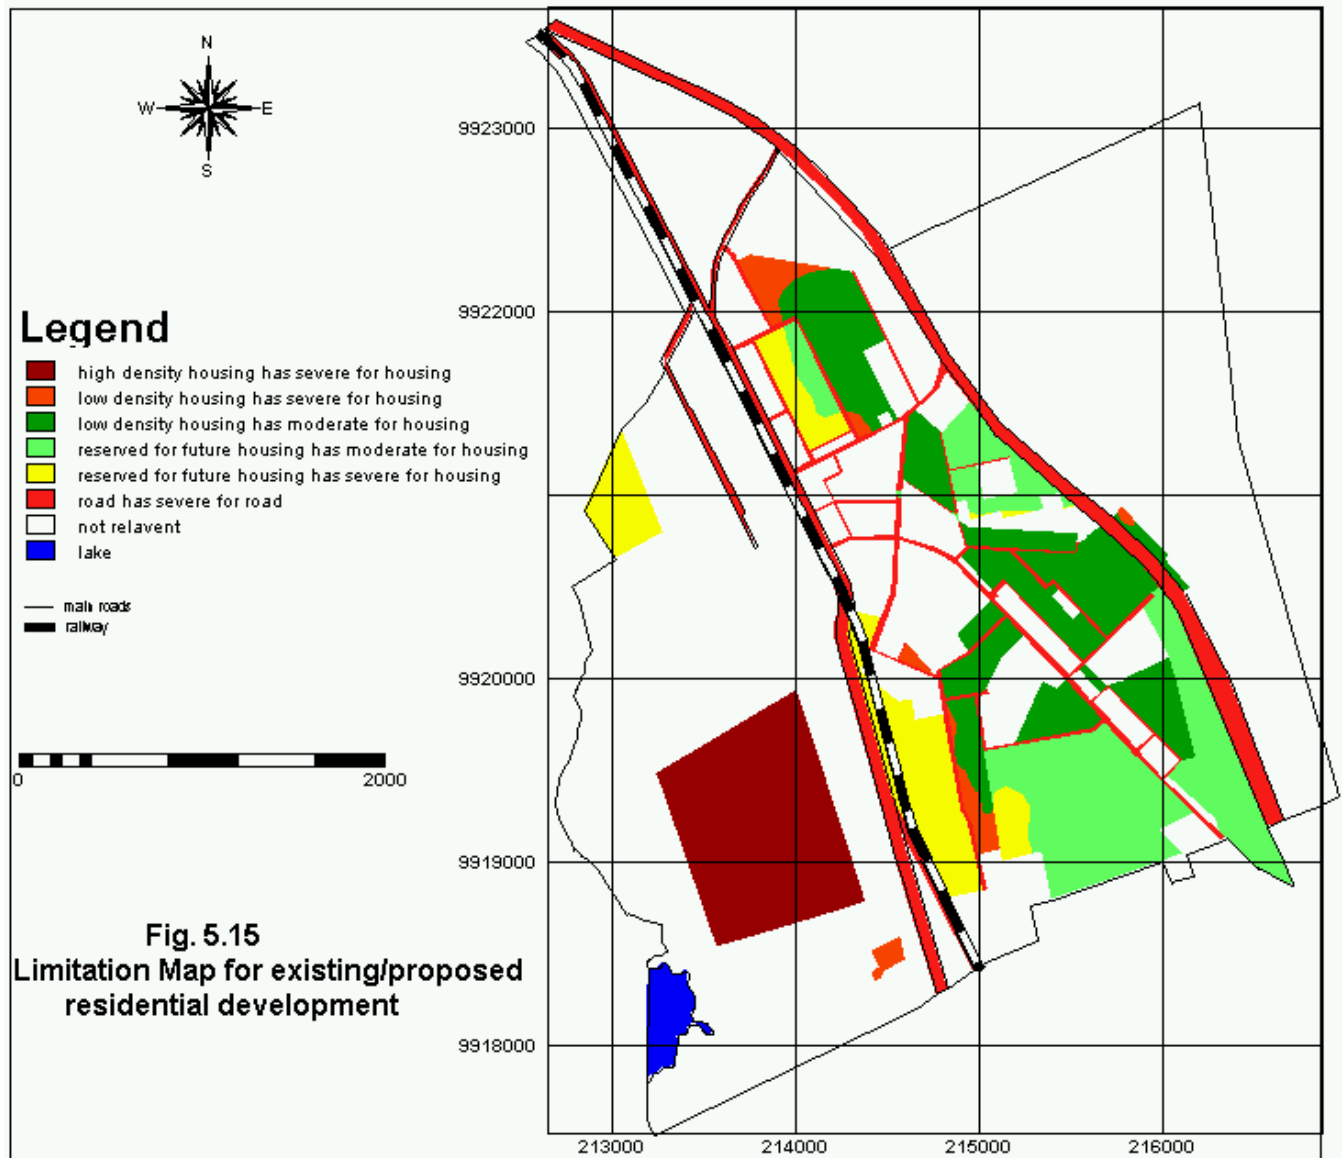 N
W E
S
9923000
9922000
9920000
9919000
9918000
213000 214000 215000 216000
Legend
high density housing has severe for housing
low density housing has severe for housing
low density housing has moderate for housing
reserved for future housing has moderate for housing
reserved for future housing has severe for housing
road has severe for road
not relavent
lake
main roads
railway
0 2000
Fig. 5.15
Limitation Map for existing/proposed
residential development